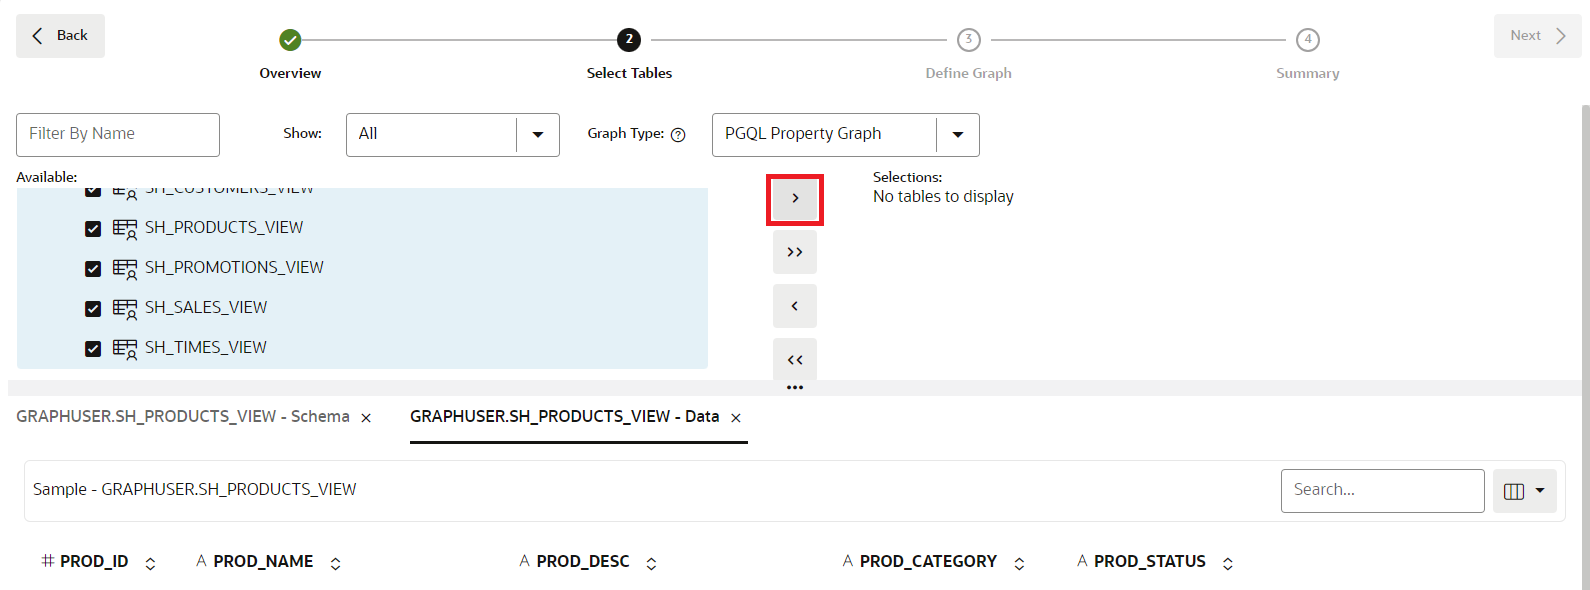 Back
2
3
4
Next
Overview
Select Tables
Define Graph
Summary
Filter By Name
Show:
All
Graph Type:
?
PGQL Property Graph
Available:
Selections:
No tables to display
SH_CUSTOMERS_VIEW
SH_PRODUCTS_VIEW
SH_PROMOTIONS_VIEW
SH_SALES_VIEW
SH_TIMES_VIEW
GRAPHUSER.SH_PRODUCTS_VIEW - Schema
GRAPHUSER.SH_PRODUCTS_VIEW - Data
Sample - GRAPHUSER.SH_PRODUCTS_VIEW
Search...
# PROD_ID
A PROD_NAME
A PROD_DESC
A PROD_CATEGORY
A PROD_STATUS